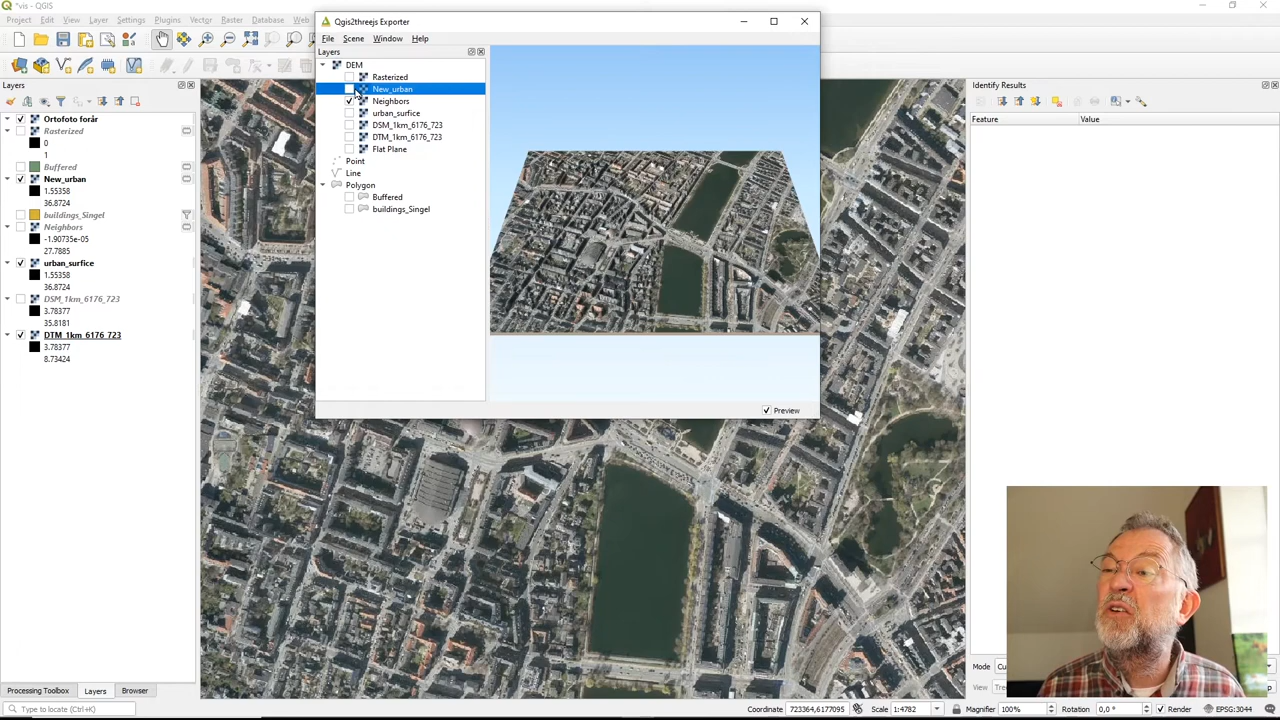 *vis - QGIS
Project Edit View Layer Settings Plugins Vector Raster Database
Qgis2threejs Exporter
File Scene Window Help
Layers
DEM
Rasterized
New_urban
Neighbors
urban_surfice
DSM_1km_6176_723
DTM_1km_6176_723
Flat Plane
Point
Line
Polygon
Buffered
buildings_Singel
Preview
Layers
Ortofoto forår
Rasterized
0
1
Buffered
New_urban
1.55358
36.8724
buildings_Singel
Neighbors
-1.90735e-05
27.7885
urban_surfice
1.55358
36.8724
DSM_1km_6176_723
3.78377
35.8181
DTM_1km_6176_723
3.78377
8.73424
Identify Results
Feature Value
Mode
View
Processing Toolbox Layers Browser
Type to locate (Ctrl+K)
Coordinate 723364,6177095 Scale 1:4782 Magnifier 100% Rotation 0,0 ° Render EPSG:3044